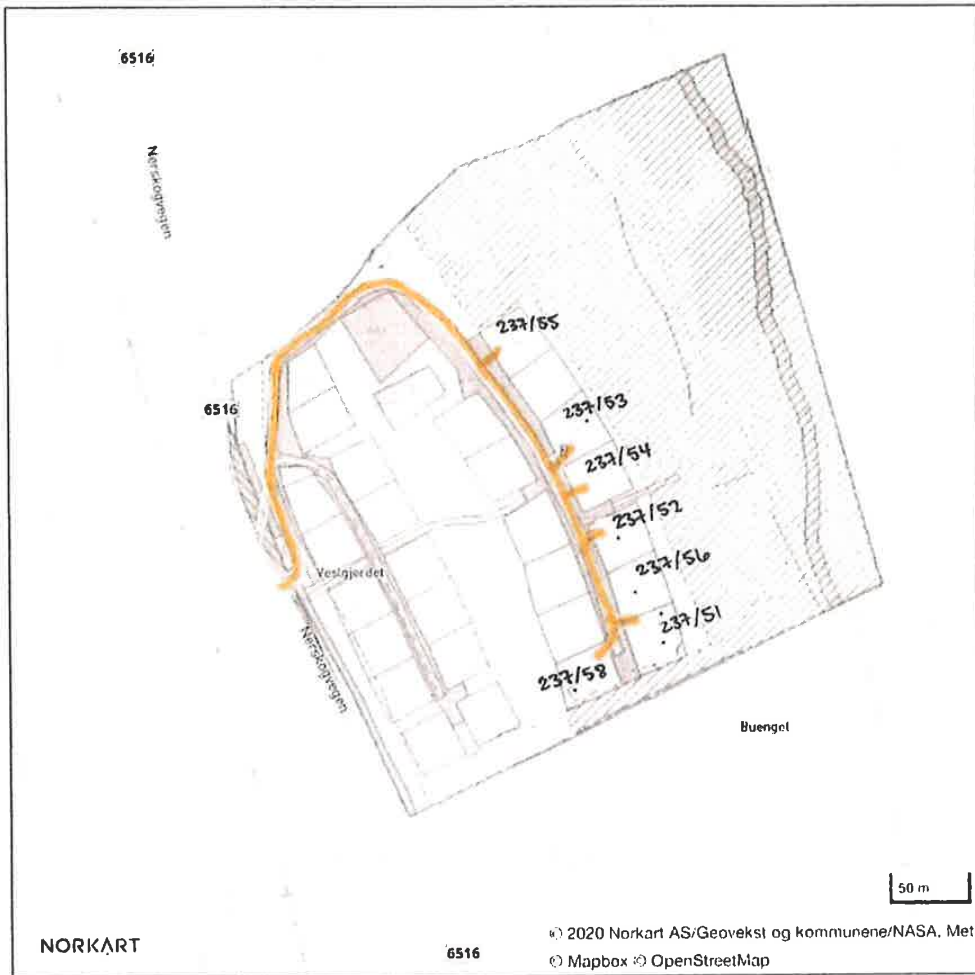 6516
Nerskogvegen
237/55
6516
237/53
237/54
237/52
Vestgjerdet
237/56
Nerskogvegen
237/51
237/58
Buenget
50 m
NORKART
6516
© 2020 Norkart AS/Geovekst og kommunene/NASA, Met
© Mapbox © OpenStreetMap